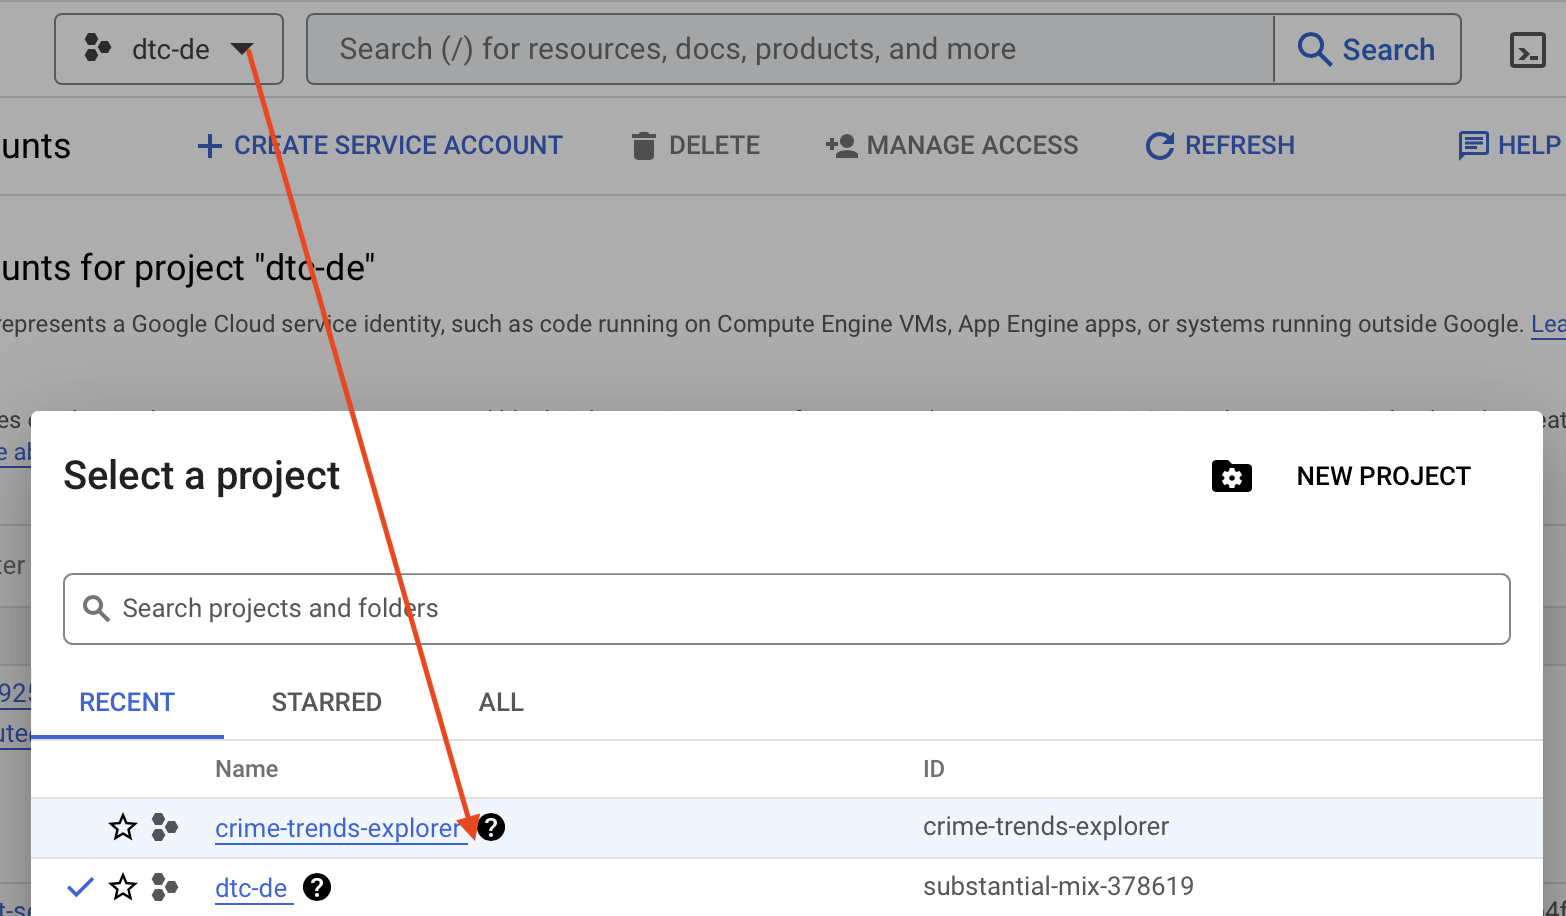 dtc-de
Search (/) for resources, docs, products, and more
Search
unts
CREATE SERVICE ACCOUNT
DELETE
MANAGE ACCESS
REFRESH
HELP
unts for project "dtc-de"
represents a Google Cloud service identity, such as code running on Compute Engine VMs, App Engine apps, or systems running outside Google. Lea
Select a project
NEW PROJECT
Search projects and folders
RECENT
STARRED
ALL
Name
ID
crime-trends-explorer
crime-trends-explorer
dtc-de
substantial-mix-378619